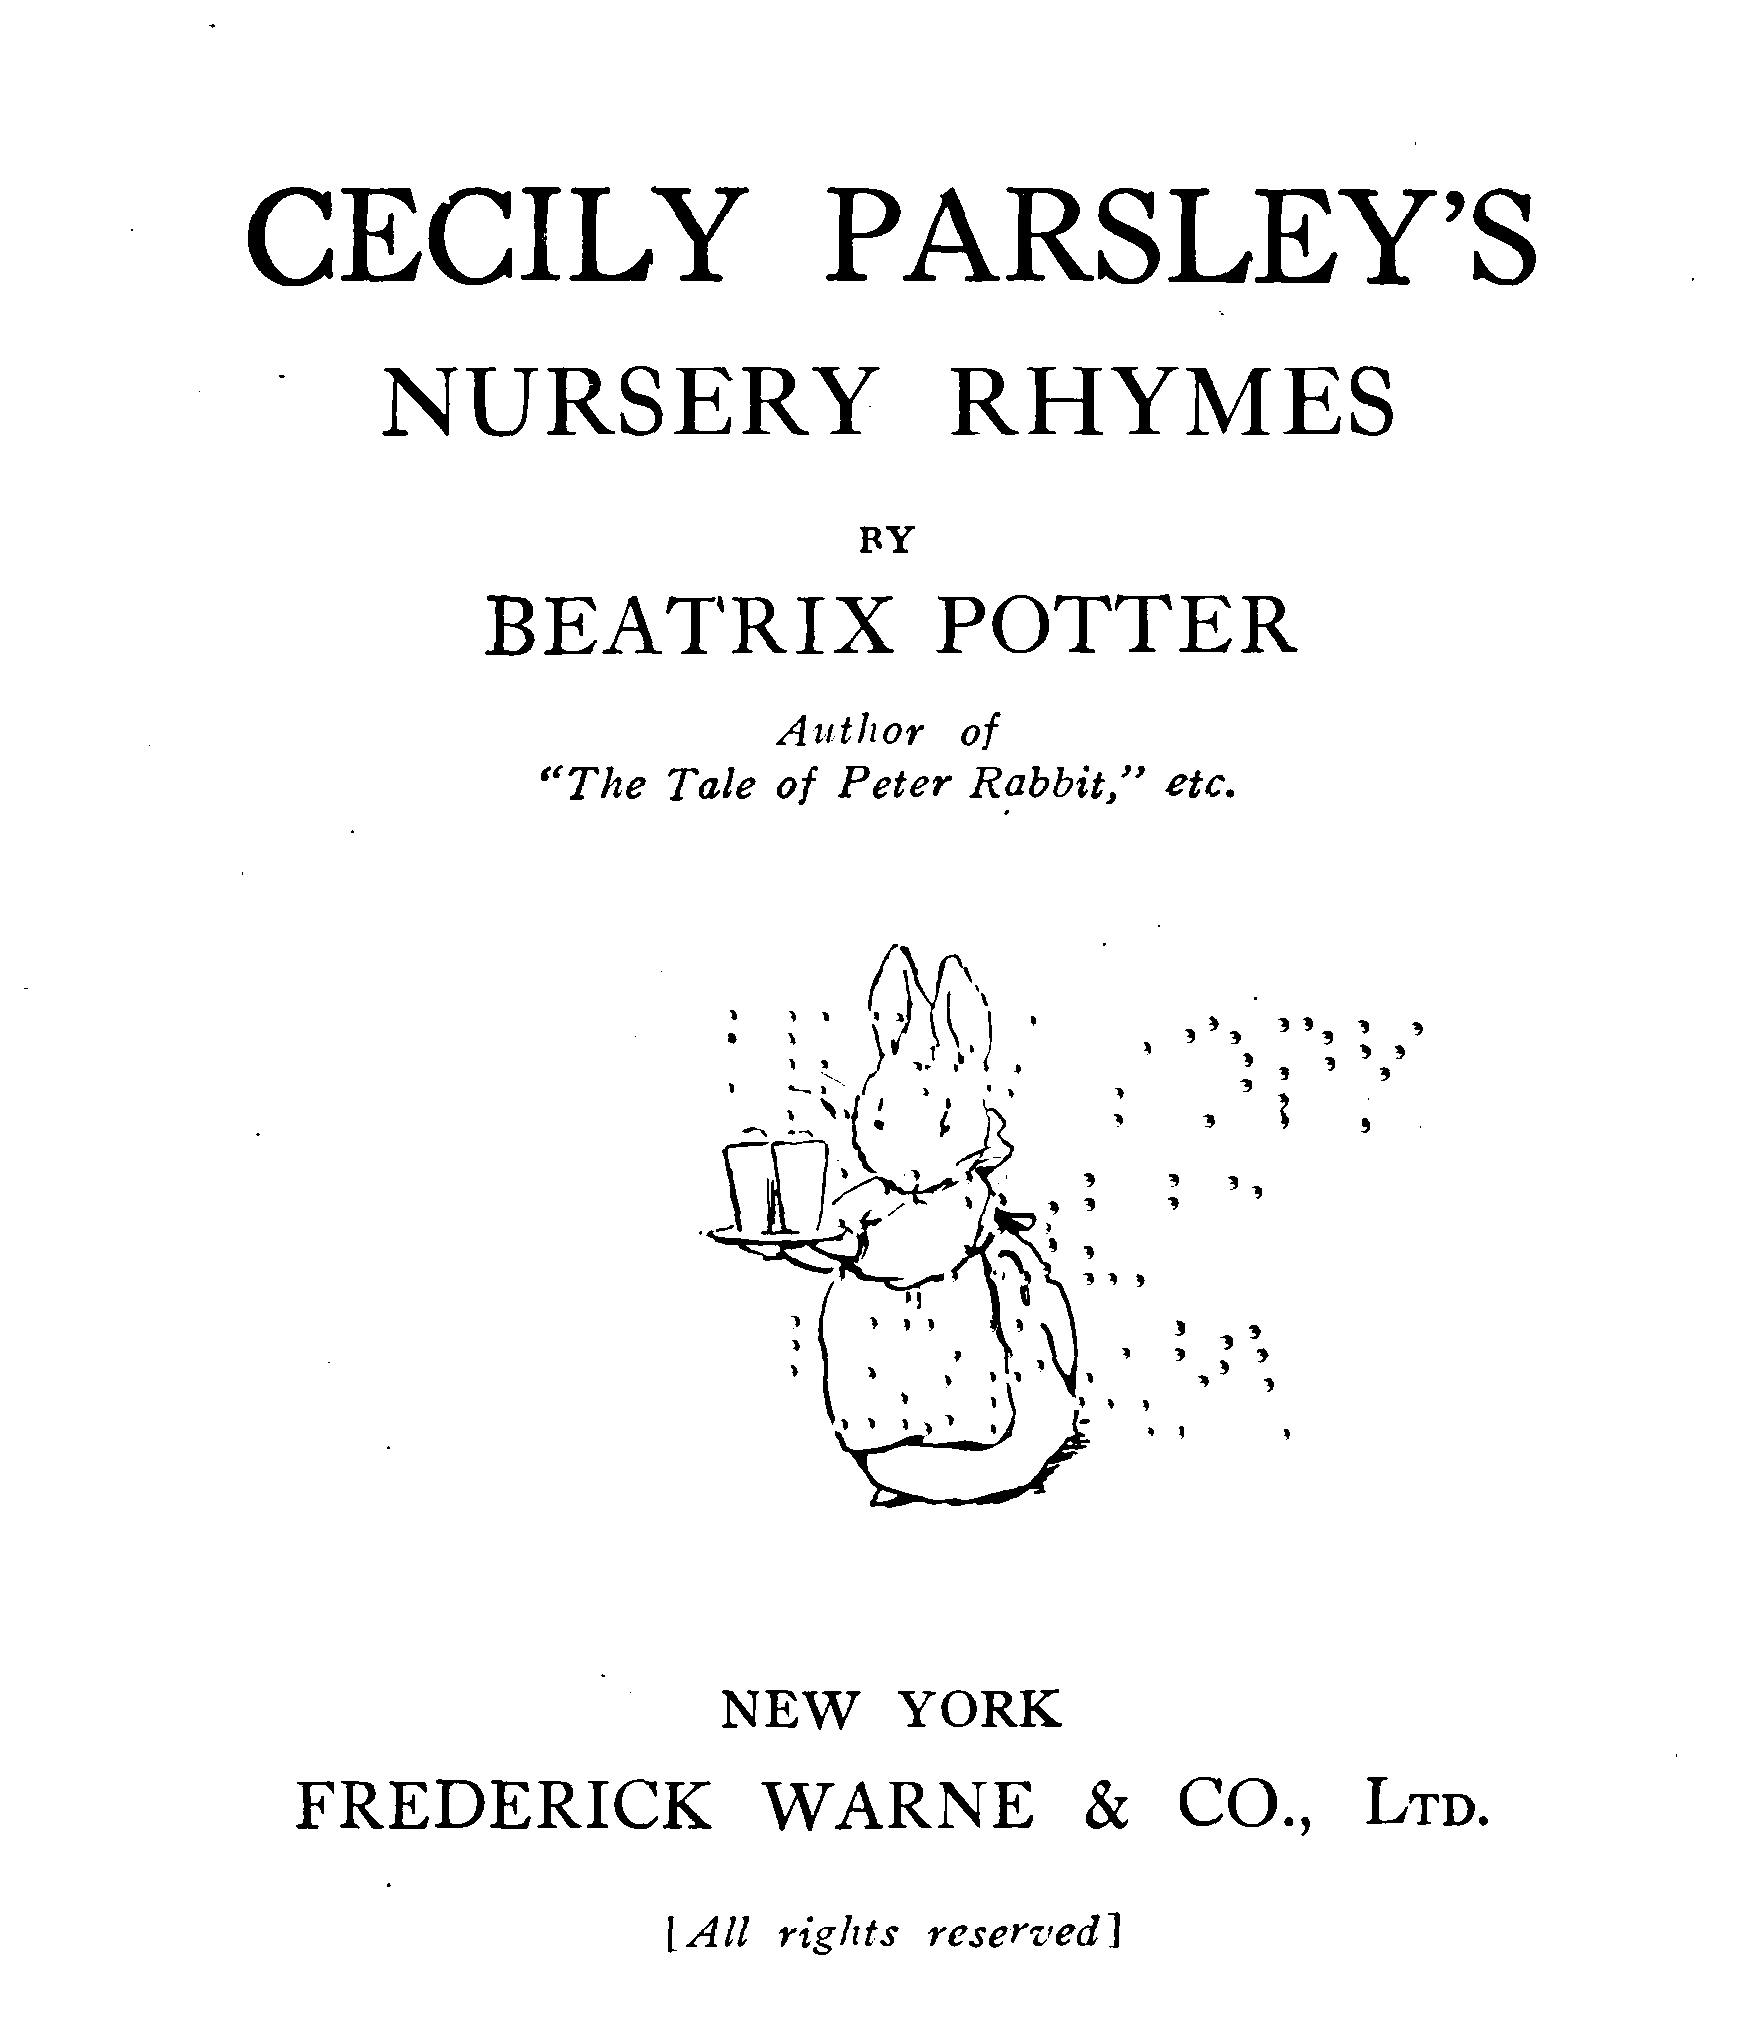 CECILY PARSLEY’S
NURSERY RHYMES
BY
BEATRIX POTTER
Author of
“The Tale of Peter Rabbit,” etc.
NEW YORK
FREDERICK WARNE & CO., LTD.
[All rights reserved]